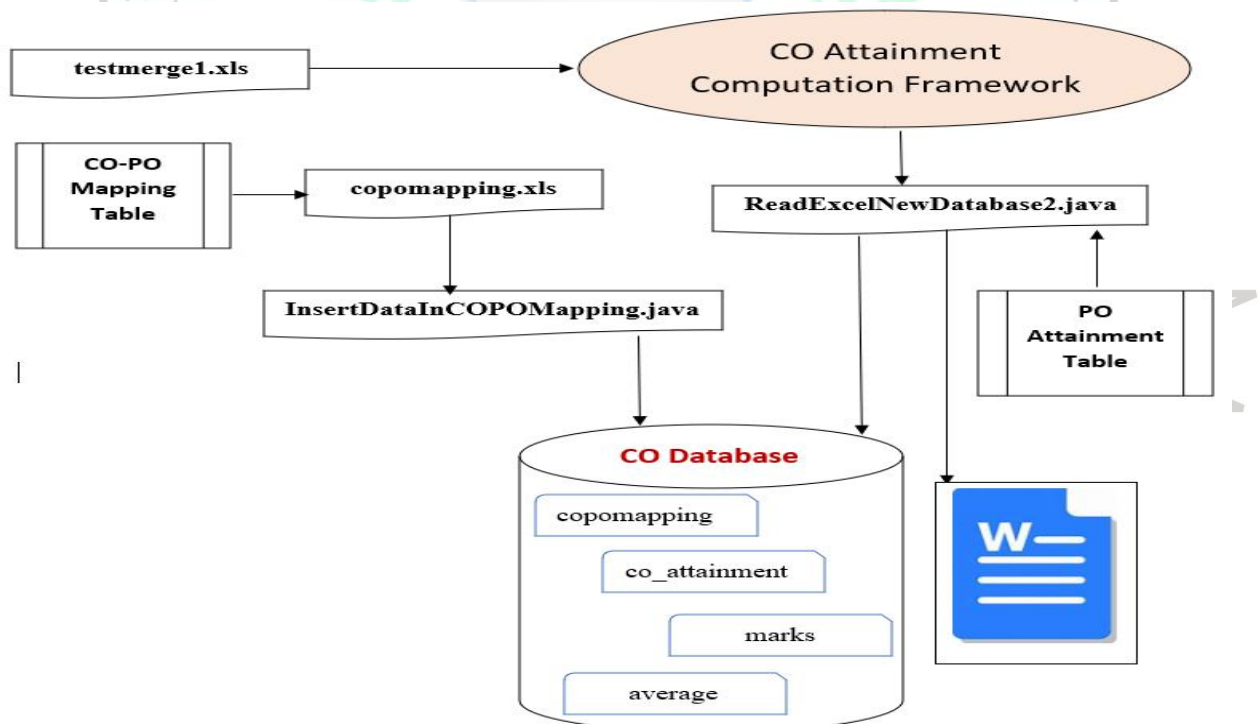 CO Attainment
Computation Framework
testmerge1.xls
CO-PO
Mapping
Table
copomapping.xls
ReadExcelNewDatabase2.java
InsertDataInCOPOMapping.java
PO
Attainment
Table
CO Database
copomapping
co_attainment
marks
average
W